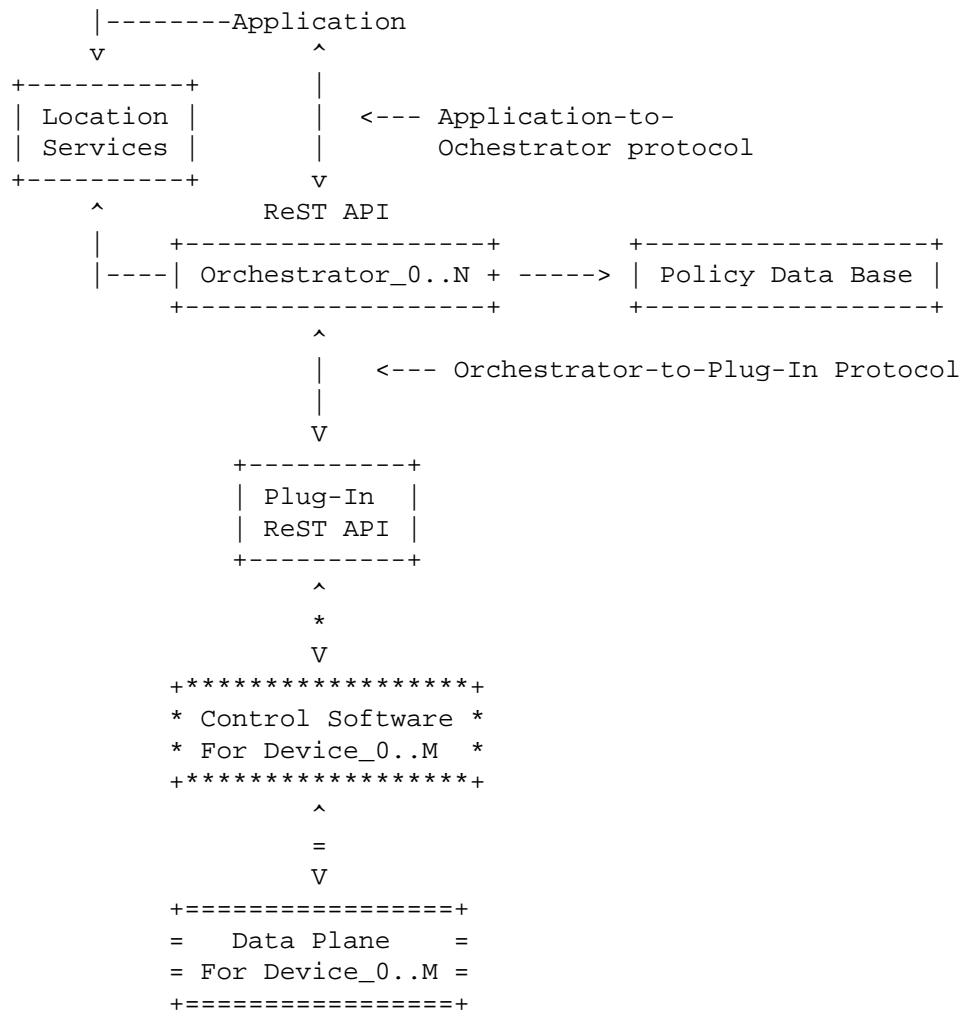 |--------Application
v ^
+----------+ |
| Location | | <--- Application-to-
| Services | | Ochestrator protocol
+----------+ v
^ ReST API
| +-------------------+ +------------------+
|----| Orchestrator_0..N + -----> | Policy Data Base |
+-------------------+ +------------------+
^
| <--- Orchestrator-to-Plug-In Protocol
|
V
+----------+
| Plug-In |
| ReST API |
+----------+
^
*
V
+******************+
* Control Software *
* For Device_0..M *
+******************+
^
=
V
+=================+
= Data Plane =
= For Device_0..M =
+=================+